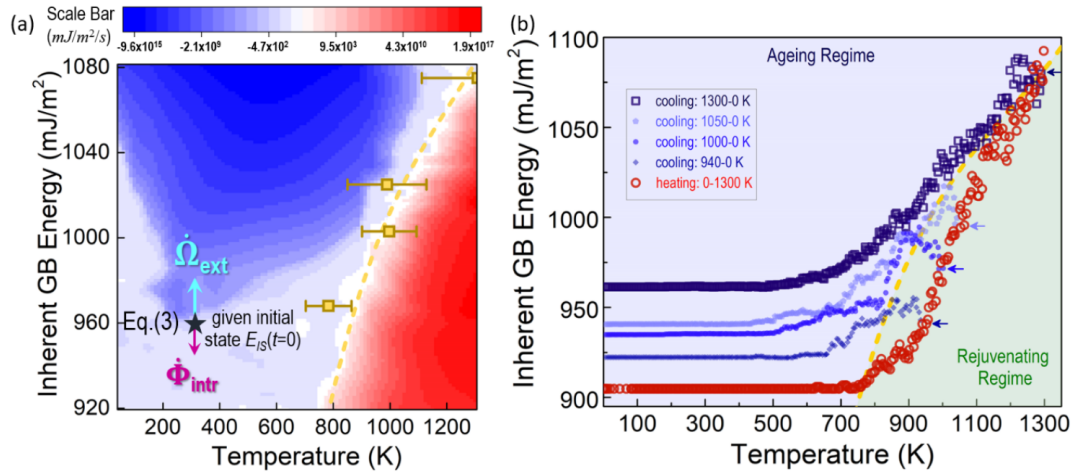 (a)
Scale Bar
(mJ/m²/s)
-9.6x10¹⁵ -2.1x10⁹ -4.7x10² 9.5x10³ 4.3x10¹⁰ 1.9x10¹⁷
Inherent GB Energy (mJ/m²)
1080
1040
1000
960
920
Ω̇ext
Eq.(3)
given initial
state E_IS(t=0)
Φ̇intr
200 400 600 800 1000 1200
Temperature (K)
(b)
Inherent GB Energy (mJ/m²)
1100
1050
1000
950
900
Ageing Regime
cooling: 1300-0 K
cooling: 1050-0 K
cooling: 1000-0 K
cooling: 940-0 K
heating: 0-1300 K
Rejuvenating
Regime
100 300 500 700 900 1100 1300
Temperature (K)